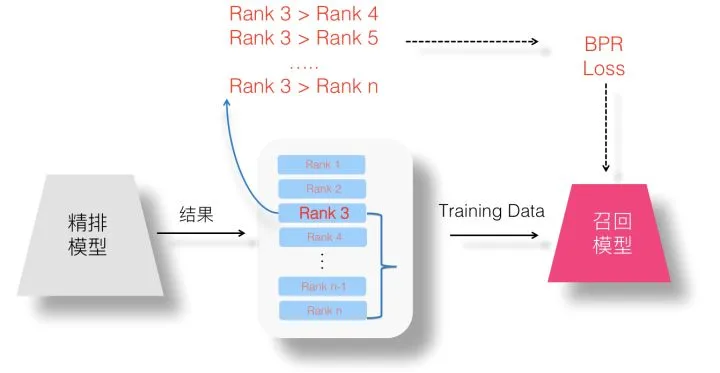 Rank 3 > Rank 4
Rank 3 > Rank 5
.....
Rank 3 > Rank n
BPR
Loss
精排
模型
结果
Rank 1
Rank 2
Rank 3
Rank 4
⋮
Rank n-1
Rank n
Training Data
召回
模型